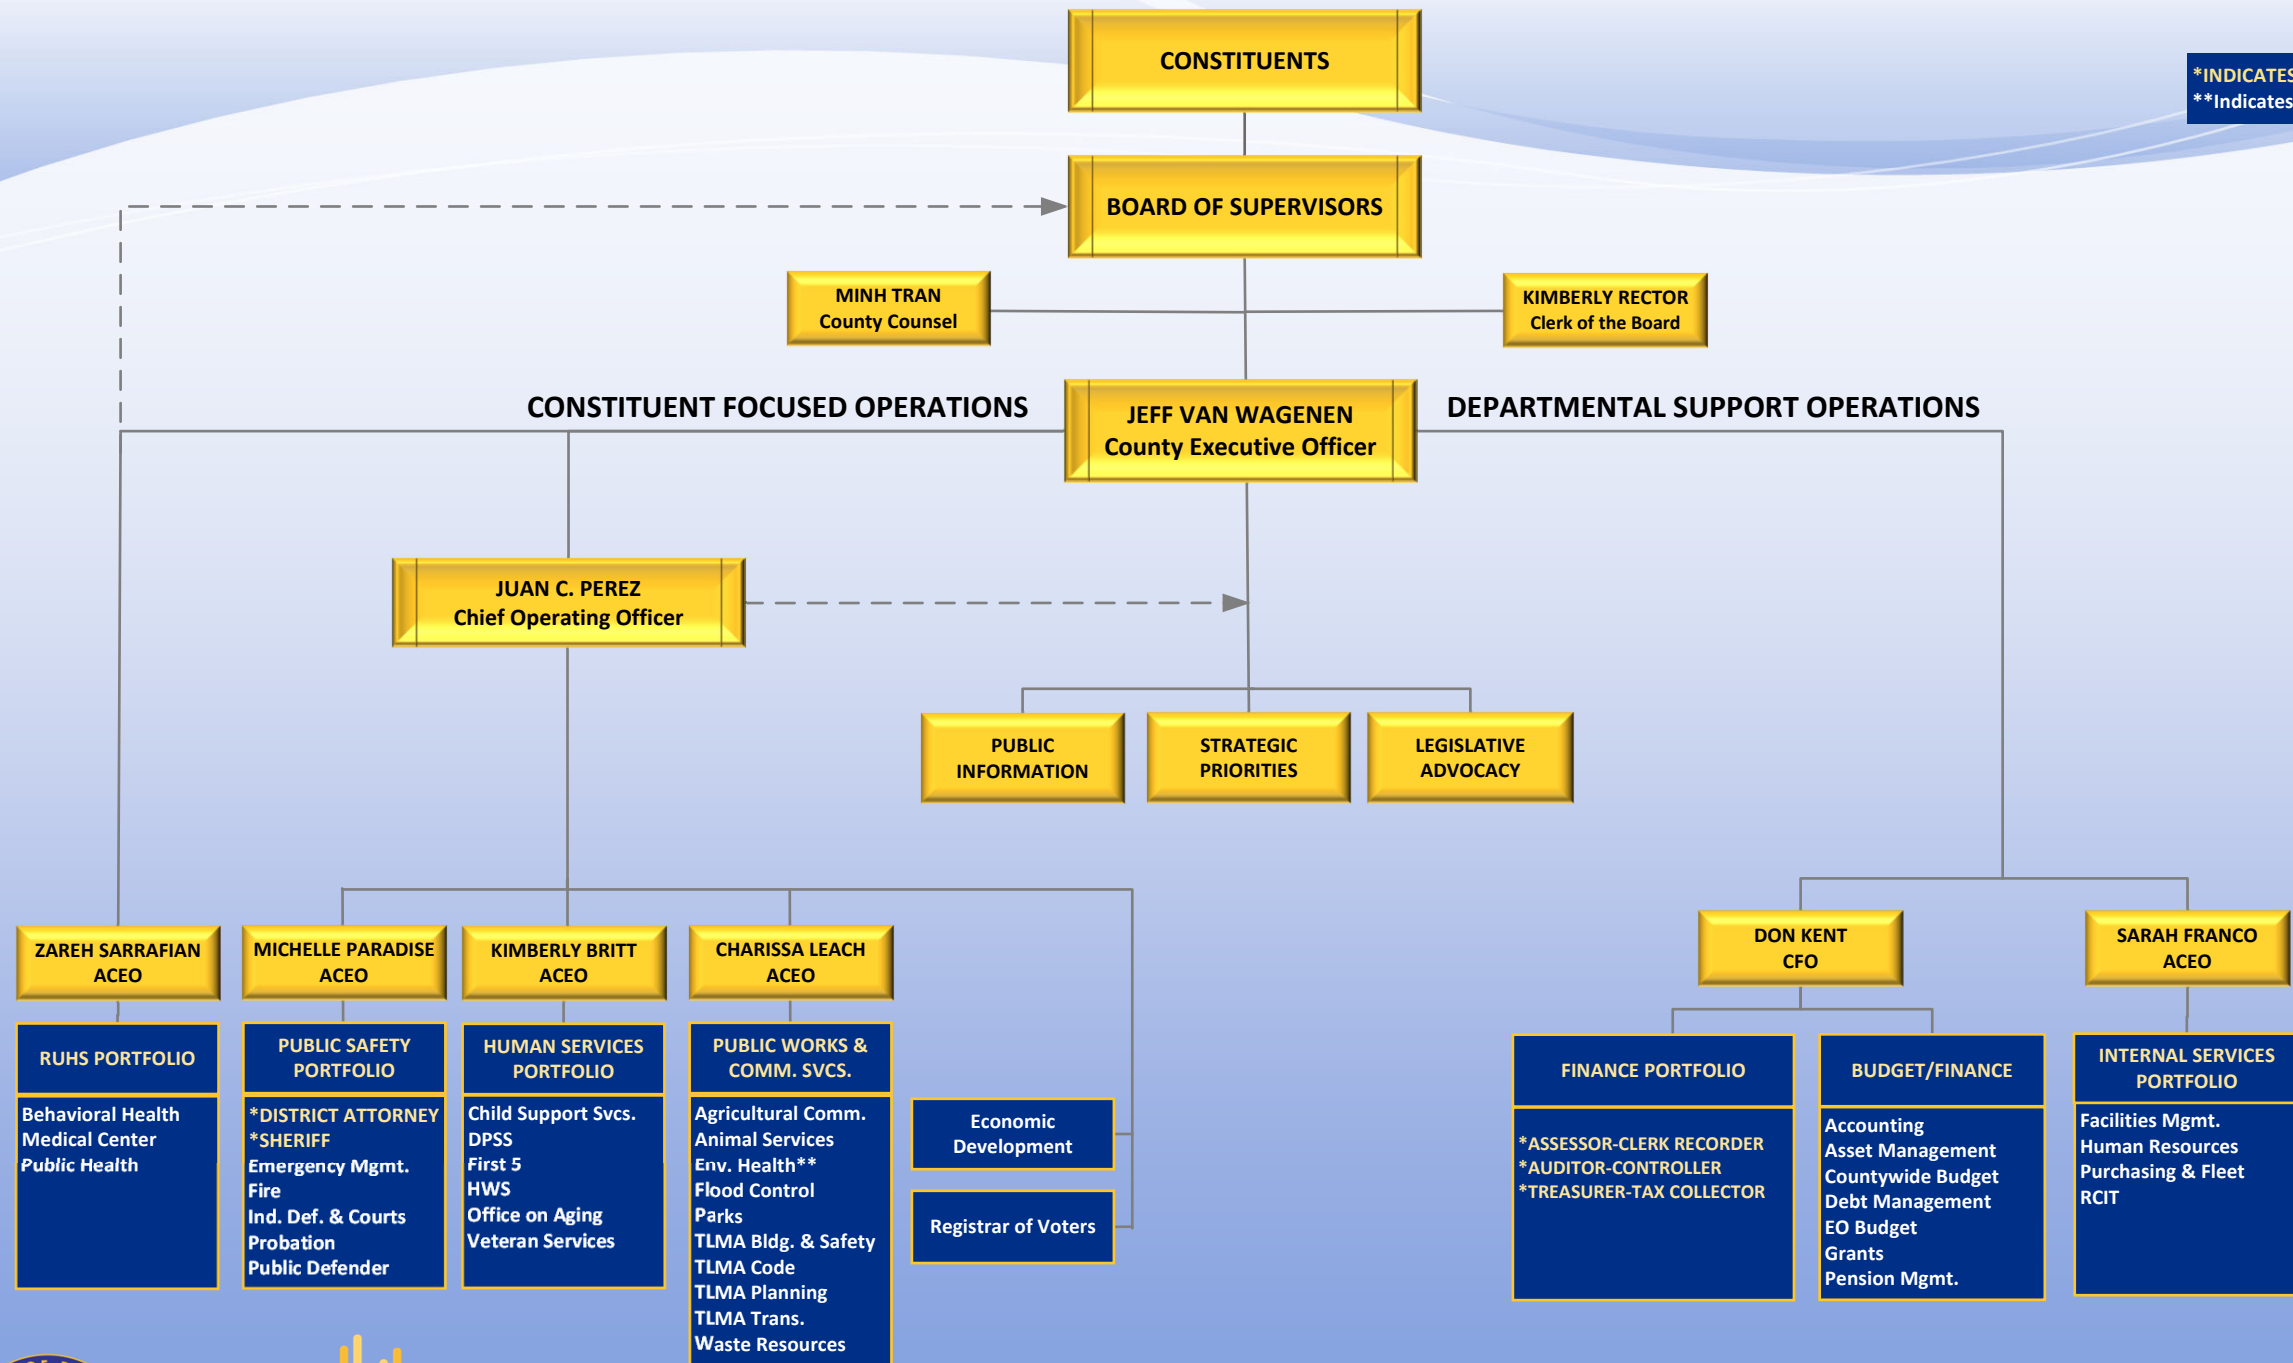 CONSTITUENTS
*INDICATES
**Indicates
BOARD OF SUPERVISORS
MINH TRAN
County Counsel
KIMBERLY RECTOR
Clerk of the Board
CONSTITUENT FOCUSED OPERATIONS
JEFF VAN WAGENEN
County Executive Officer
DEPARTMENTAL SUPPORT OPERATIONS
JUAN C. PEREZ
Chief Operating Officer
PUBLIC
INFORMATION
STRATEGIC
PRIORITIES
LEGISLATIVE
ADVOCACY
ZAREH SARRAFIAN
ACEO
MICHELLE PARADISE
ACEO
KIMBERLY BRITT
ACEO
CHARISSA LEACH
ACEO
DON KENT
CFO
SARAH FRANCO
ACEO
RUHS PORTFOLIO
Behavioral Health
Medical Center
Public Health
PUBLIC SAFETY
PORTFOLIO
*DISTRICT ATTORNEY
*SHERIFF
Emergency Mgmt.
Fire
Ind. Def. & Courts
Probation
Public Defender
HUMAN SERVICES
PORTFOLIO
Child Support Svcs.
DPSS
First 5
HWS
Office on Aging
Veteran Services
PUBLIC WORKS &
COMM. SVCS.
Agricultural Comm.
Animal Services
Env. Health**
Flood Control
Parks
TLMA Bldg. & Safety
TLMA Code
TLMA Planning
TLMA Trans.
Waste Resources
Economic
Development
Registrar of Voters
FINANCE PORTFOLIO
*ASSESSOR-CLERK RECORDER
*AUDITOR-CONTROLLER
*TREASURER-TAX COLLECTOR
BUDGET/FINANCE
Accounting
Asset Management
Countywide Budget
Debt Management
EO Budget
Grants
Pension Mgmt.
INTERNAL SERVICES
PORTFOLIO
Facilities Mgmt.
Human Resources
Purchasing & Fleet
RCIT